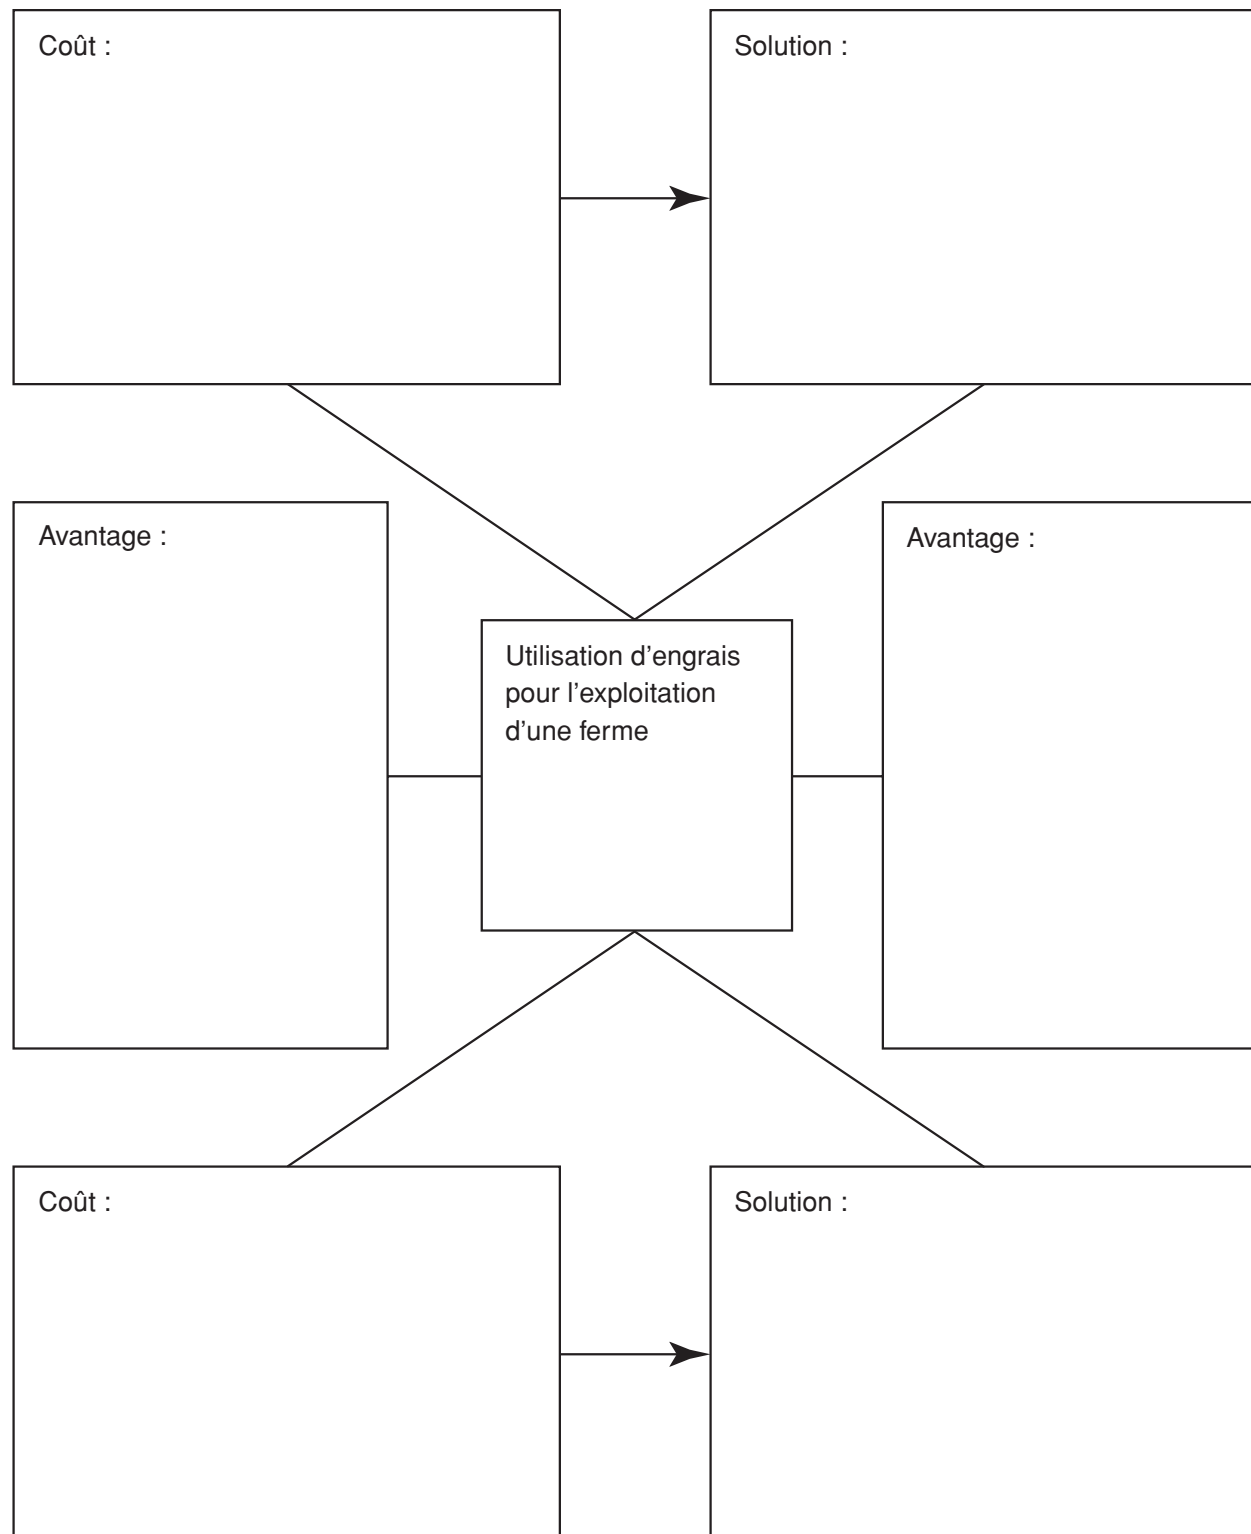 Coût :
Solution :
Avantage :
Avantage :
Utilisation d'engrais
pour l'exploitation
d'une ferme
Coût :
Solution :